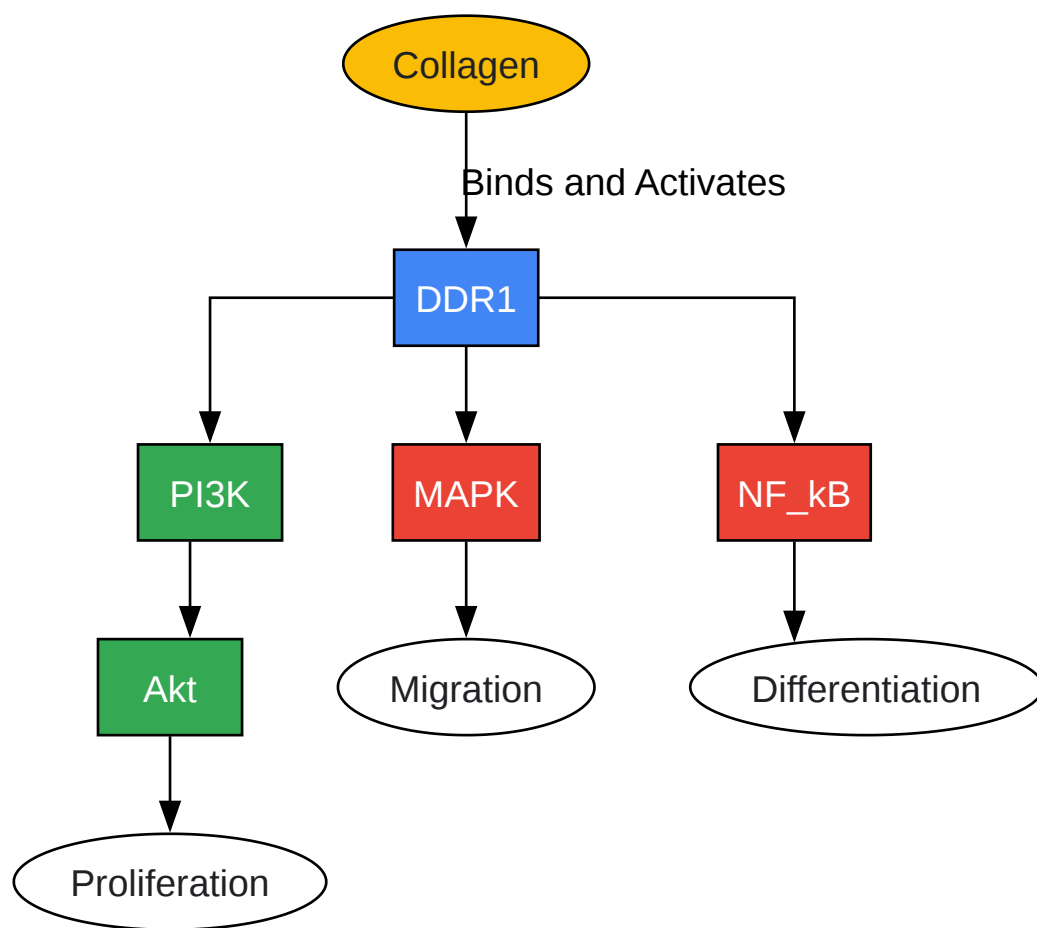 Collagen
Binds and Activates
DDR1
PI3K
MAPK
NF_kB
Akt
Migration
Differentiation
Proliferation